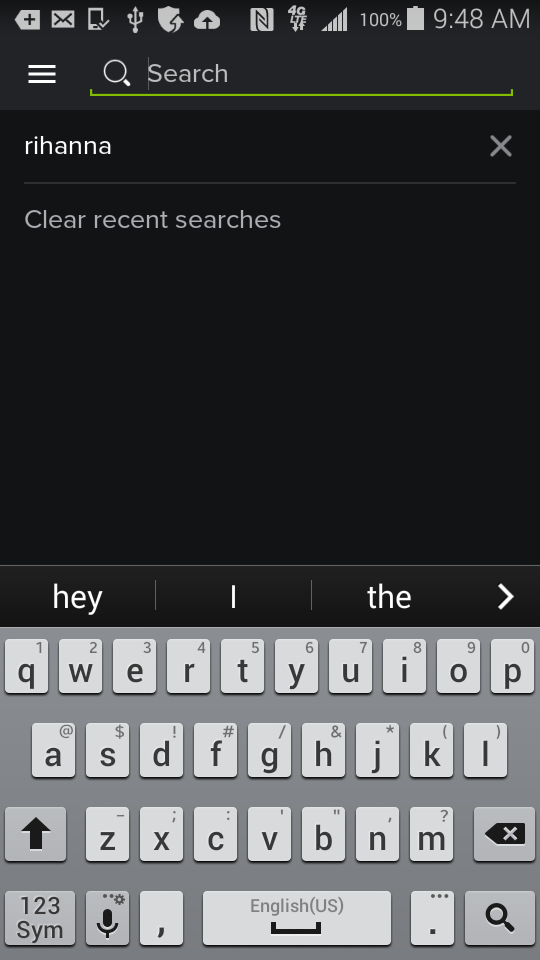 100% 9:48 AM
Search
rihanna
Clear recent searches
hey I the
1 2 3 4 5 6 7 8 9 0
q w e r t y u i o p
@ $ ! # / & * ( )
a s d f g h j k l
- ; : ' " , ?
z x c v b n m
123 Sym , English(US) .